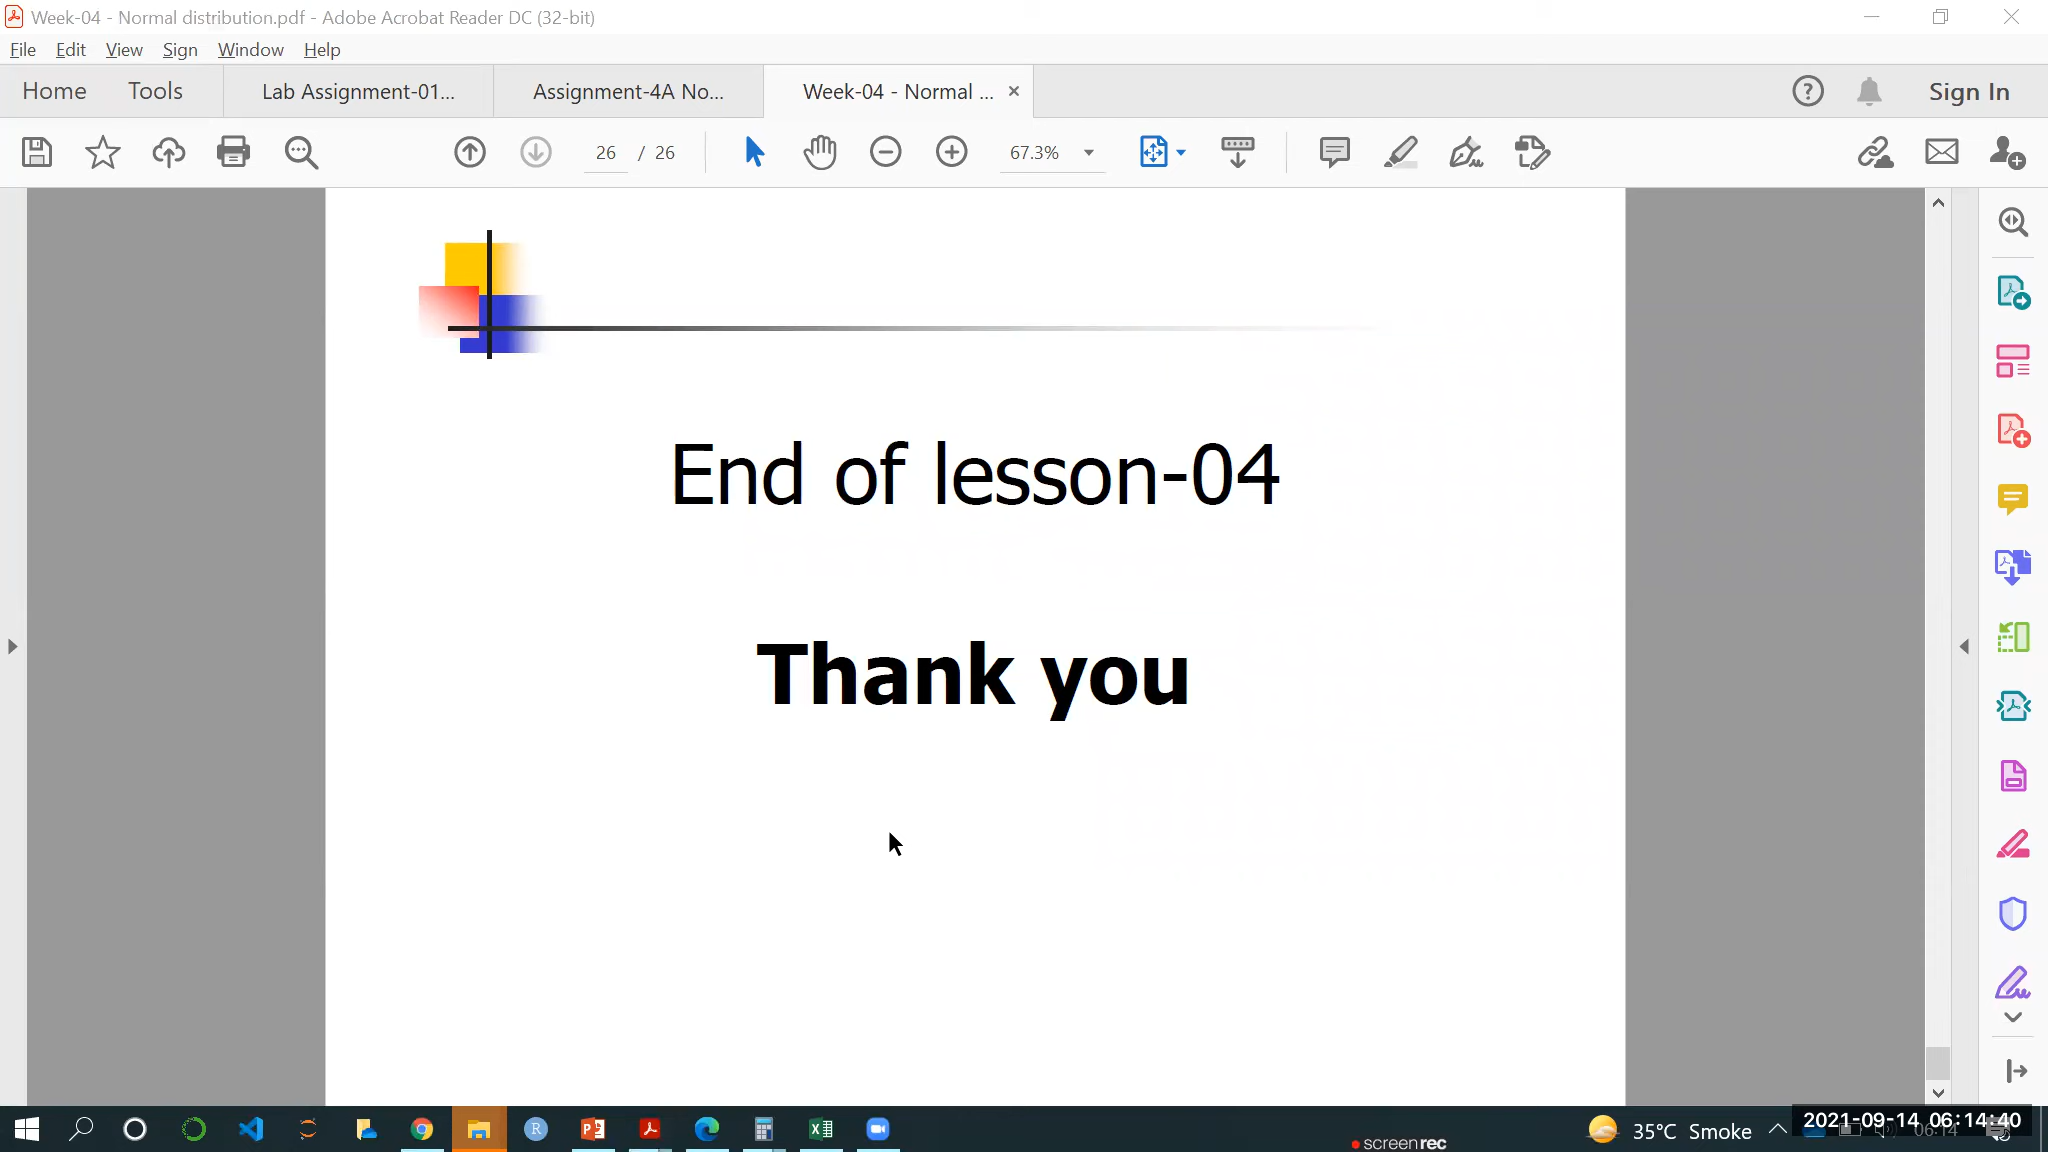 Week-04 - Normal distribution.pdf - Adobe Acrobat Reader DC (32-bit)
File Edit View Sign Window Help
Home Tools Lab Assignment-01... Assignment-4A No... Week-04 - Normal ... × Sign In
26 / 26 67.3%
End of lesson-04
Thank you
35°C Smoke
2021-09-14 06:14:40
06:14
screenrec